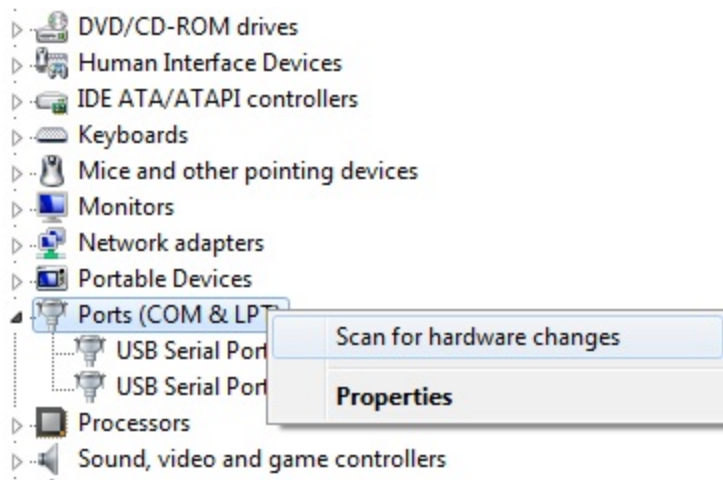 DVD/CD-ROM drives
Human Interface Devices
IDE ATA/ATAPI controllers
Keyboards
Mice and other pointing devices
Monitors
Network adapters
Portable Devices
Ports (COM & LPT)
Scan for hardware changes
USB Serial Port
USB Serial Port
Properties
Processors
Sound, video and game controllers